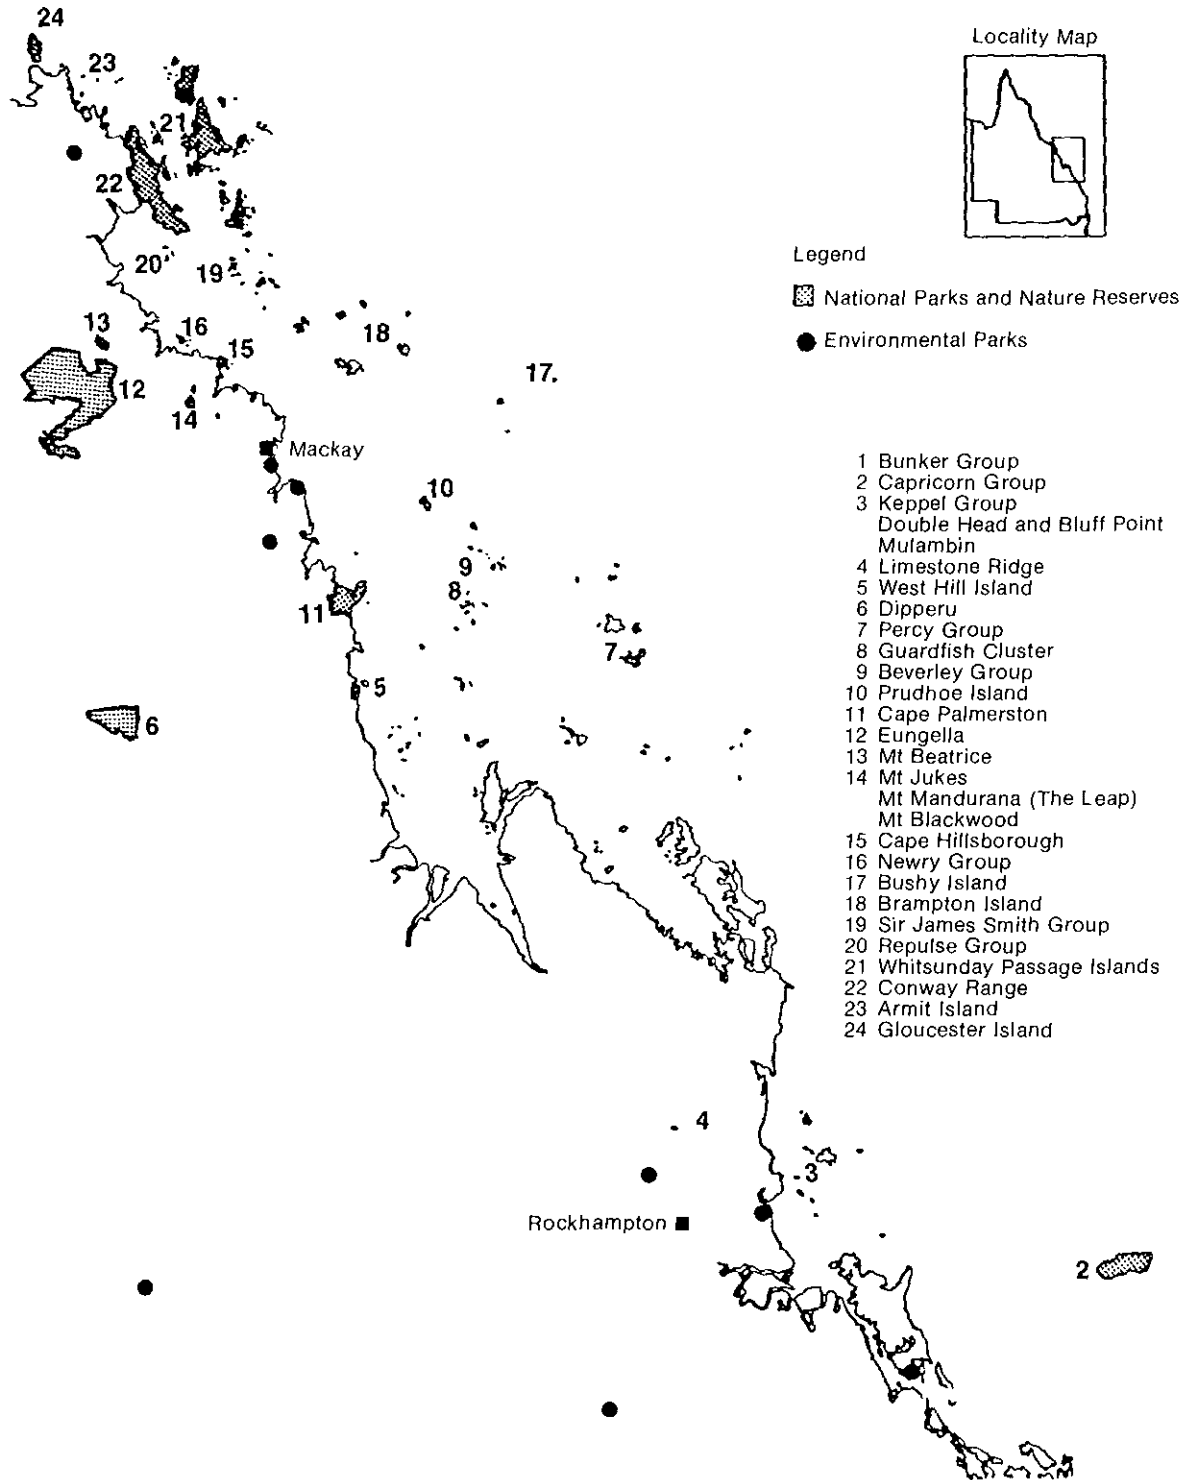 24
23
Locality Map
21
22
Legend
20
19
National Parks and Nature Reserves
13
16
18
15
Environmental Parks
12
17.
14
Mackay
10
9
8
11
7
5
6
1 Bunker Group
2 Capricorn Group
3 Keppel Group
Double Head and Bluff Point
Mulambin
4 Limestone Ridge
5 West Hill Island
6 Dipperu
7 Percy Group
8 Guardfish Cluster
9 Beverley Group
10 Prudhoe Island
11 Cape Palmerston
12 Eungella
13 Mt Beatrice
14 Mt Jukes
Mt Mandurana (The Leap)
Mt Blackwood
15 Cape Hillsborough
16 Newry Group
17 Bushy Island
18 Brampton Island
19 Sir James Smith Group
20 Repulse Group
21 Whitsunday Passage Islands
22 Conway Range
23 Armit Island
24 Gloucester Island
4
3
Rockhampton
2